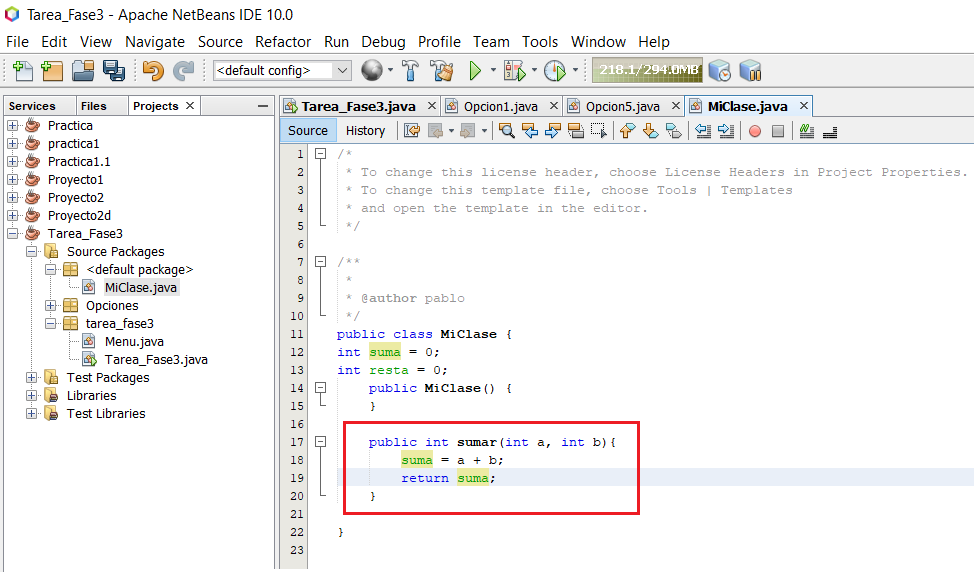 Tarea_Fase3 - Apache NetBeans IDE 10.0
File Edit View Navigate Source Refactor Run Debug Profile Team Tools Window Help
<default config> 218.1/294.0MB
Services Files Projects
Tarea_Fase3.java Opcion1.java Opcion5.java MiClase.java
Source History
Practica
practica1
Practica1.1
Proyecto1
Proyecto2
Proyecto2d
Tarea_Fase3
Source Packages
<default package>
MiClase.java
Opciones
tarea_fase3
Menu.java
Tarea_Fase3.java
Test Packages
Libraries
Test Libraries
1 /*
2 * To change this license header, choose License Headers in Project Properties.
3 * To change this template file, choose Tools | Templates
4 * and open the template in the editor.
5 */
6
7 /**
8 *
9 * @author pablo
10 */
11 public class MiClase {
12 int suma = 0;
13 int resta = 0;
14 public MiClase() {
15 }
16
17 public int sumar(int a, int b){
18 suma = a + b;
19 return suma;
20 }
21
22 }
23